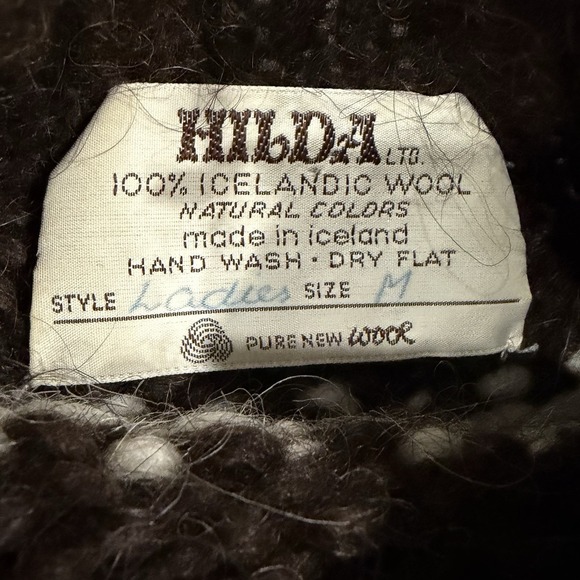 HILDA LTD.
100% ICELANDIC WOOL
NATURAL COLORS
made in iceland
HAND WASH · DRY FLAT
STYLE Ladies SIZE M
PURE NEW WOOL